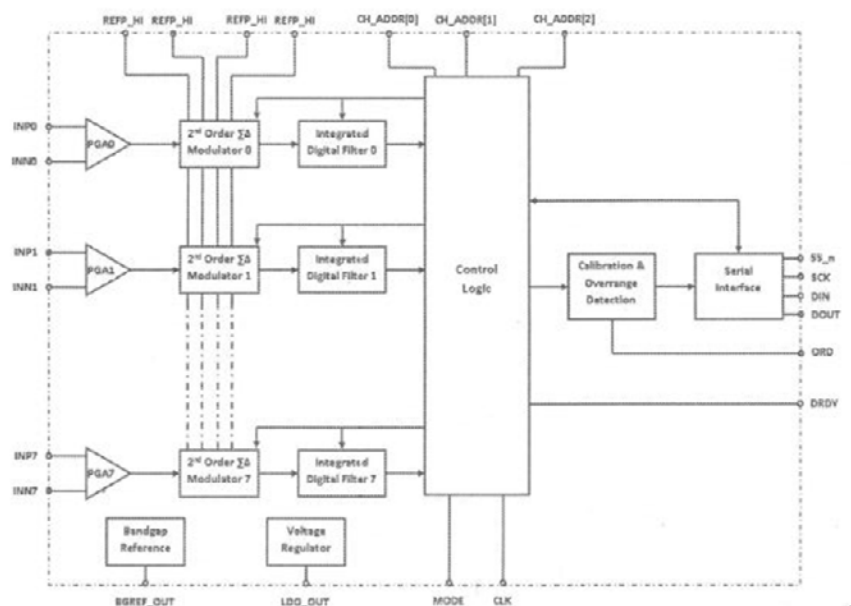 REFP_HI REFP_HI REFP_HI REFP_HI CH_ADDR[0] CH_ADDR[1] CH_ADDR[2]
INP0
INN0
PGA0
2nd Order ΣΔ
Modulator 0
Integrated
Digital Filter 0
INP1
INN1
PGA1
2nd Order ΣΔ
Modulator 1
Integrated
Digital Filter 1
Control
Logic
Calibration &
Overrange
Detection
Serial
Interface
SS_n
SCK
DIN
DOUT
ORD
DRDY
INP7
INN7
PGA7
2nd Order ΣΔ
Modulator 7
Integrated
Digital Filter 7
Bandgap
Reference
Voltage
Regulator
BGREF_OUT LDO_OUT MODE CLK